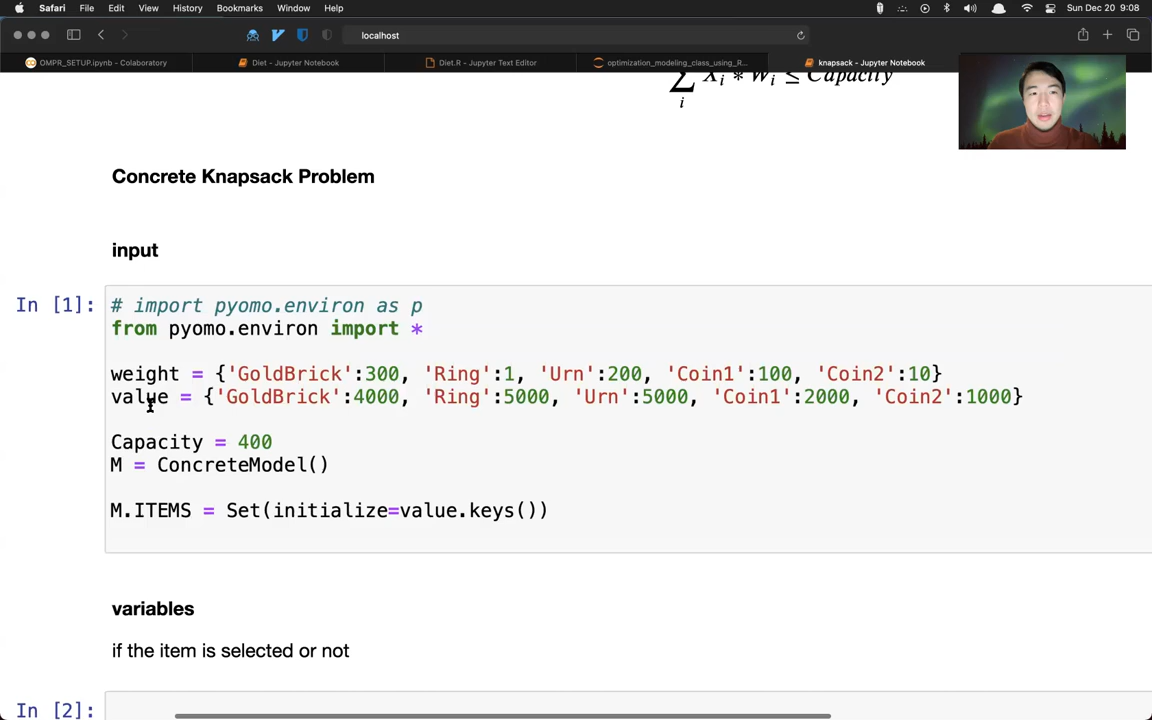 Safari File Edit View History Bookmarks Window Help Sun Dec 20 9:08
localhost
OMPR_SETUP.ipynb - Colaboratory Diet - Jupyter Notebook Diet.R - Jupyter Text Editor optimization_modeling_class_using_R... knapsack - Jupyter Notebook
∑ X_i * W_i ≤ Capacity
i
Concrete Knapsack Problem
input
In [1]: # import pyomo.environ as p
from pyomo.environ import *
weight = {'GoldBrick':300, 'Ring':1, 'Urn':200, 'Coin1':100, 'Coin2':10}
value = {'GoldBrick':4000, 'Ring':5000, 'Urn':5000, 'Coin1':2000, 'Coin2':1000}
Capacity = 400
M = ConcreteModel()
M.ITEMS = Set(initialize=value.keys())
variables
if the item is selected or not
In [2]: